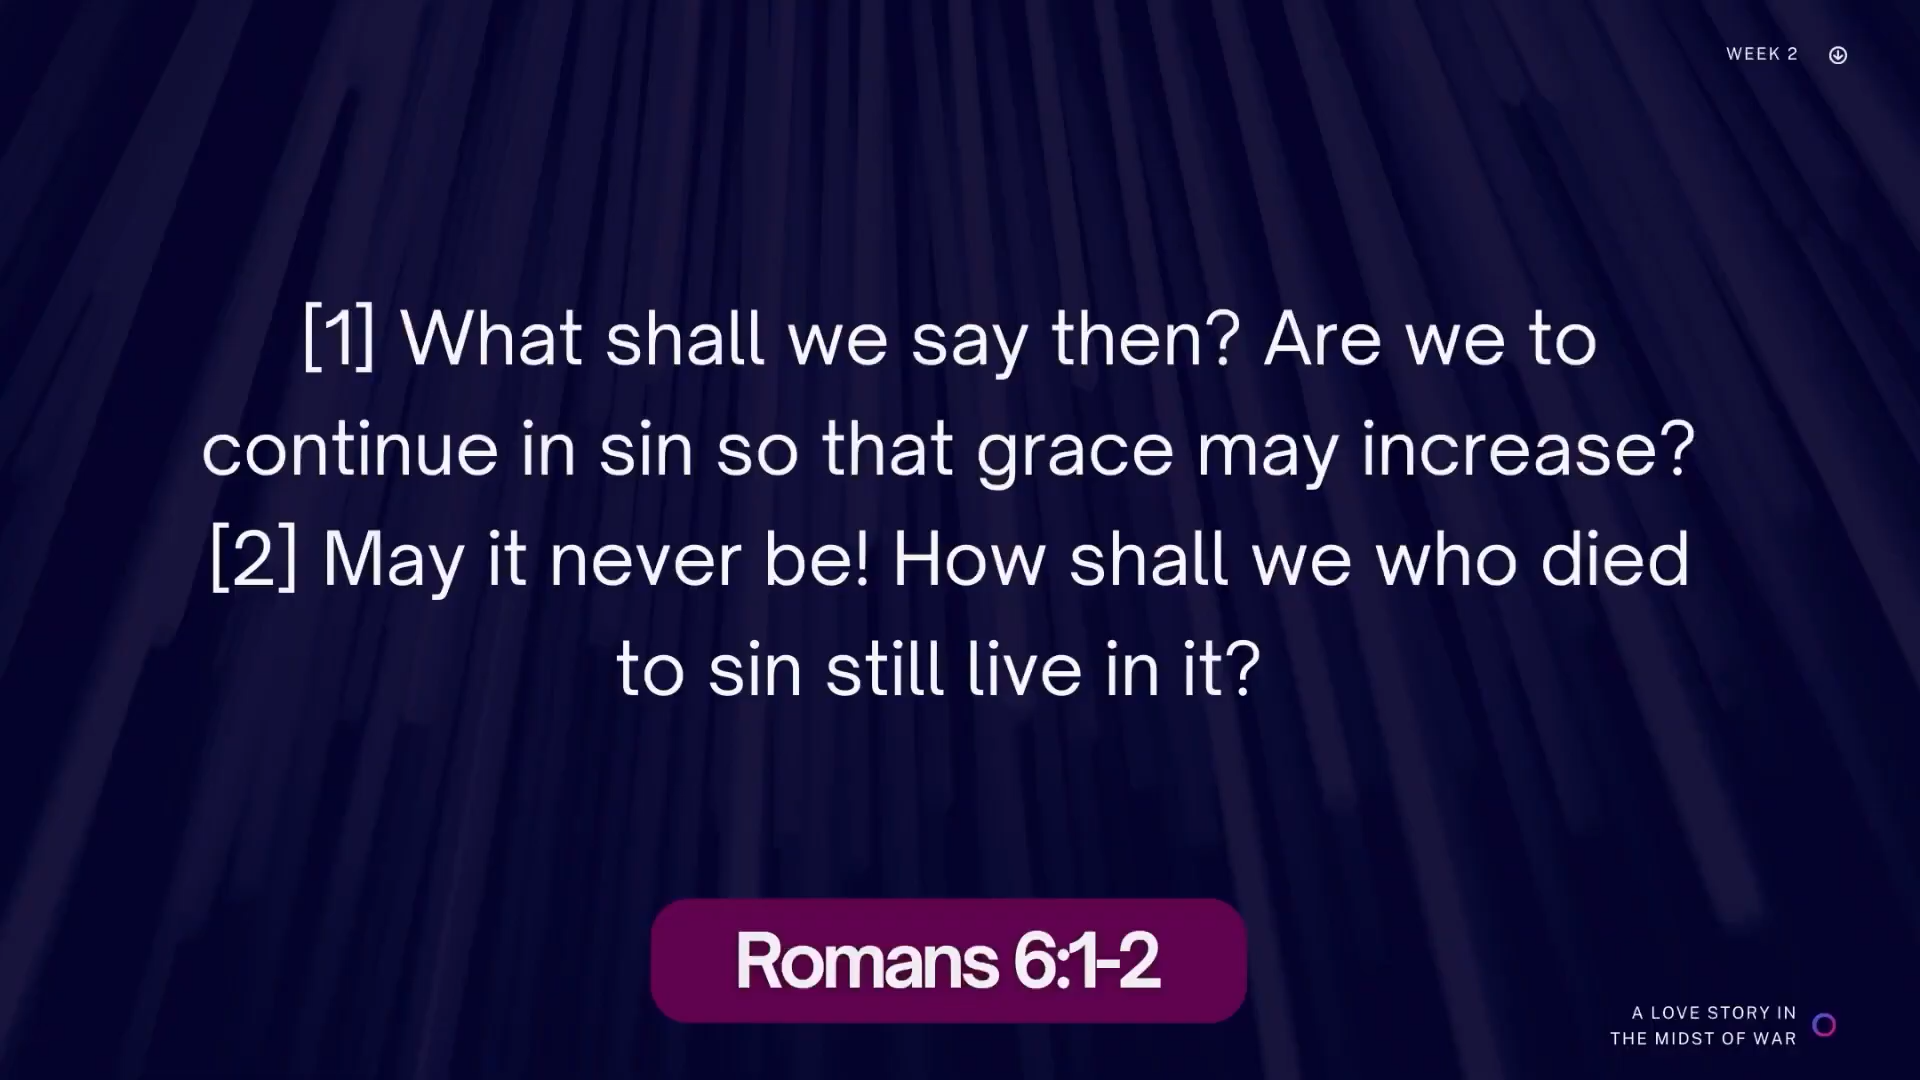 WEEK 2
[1] What shall we say then? Are we to
continue in sin so that grace may increase?
[2] May it never be! How shall we who died
to sin still live in it?
Romans 6:1-2
A LOVE STORY IN
THE MIDST OF WAR